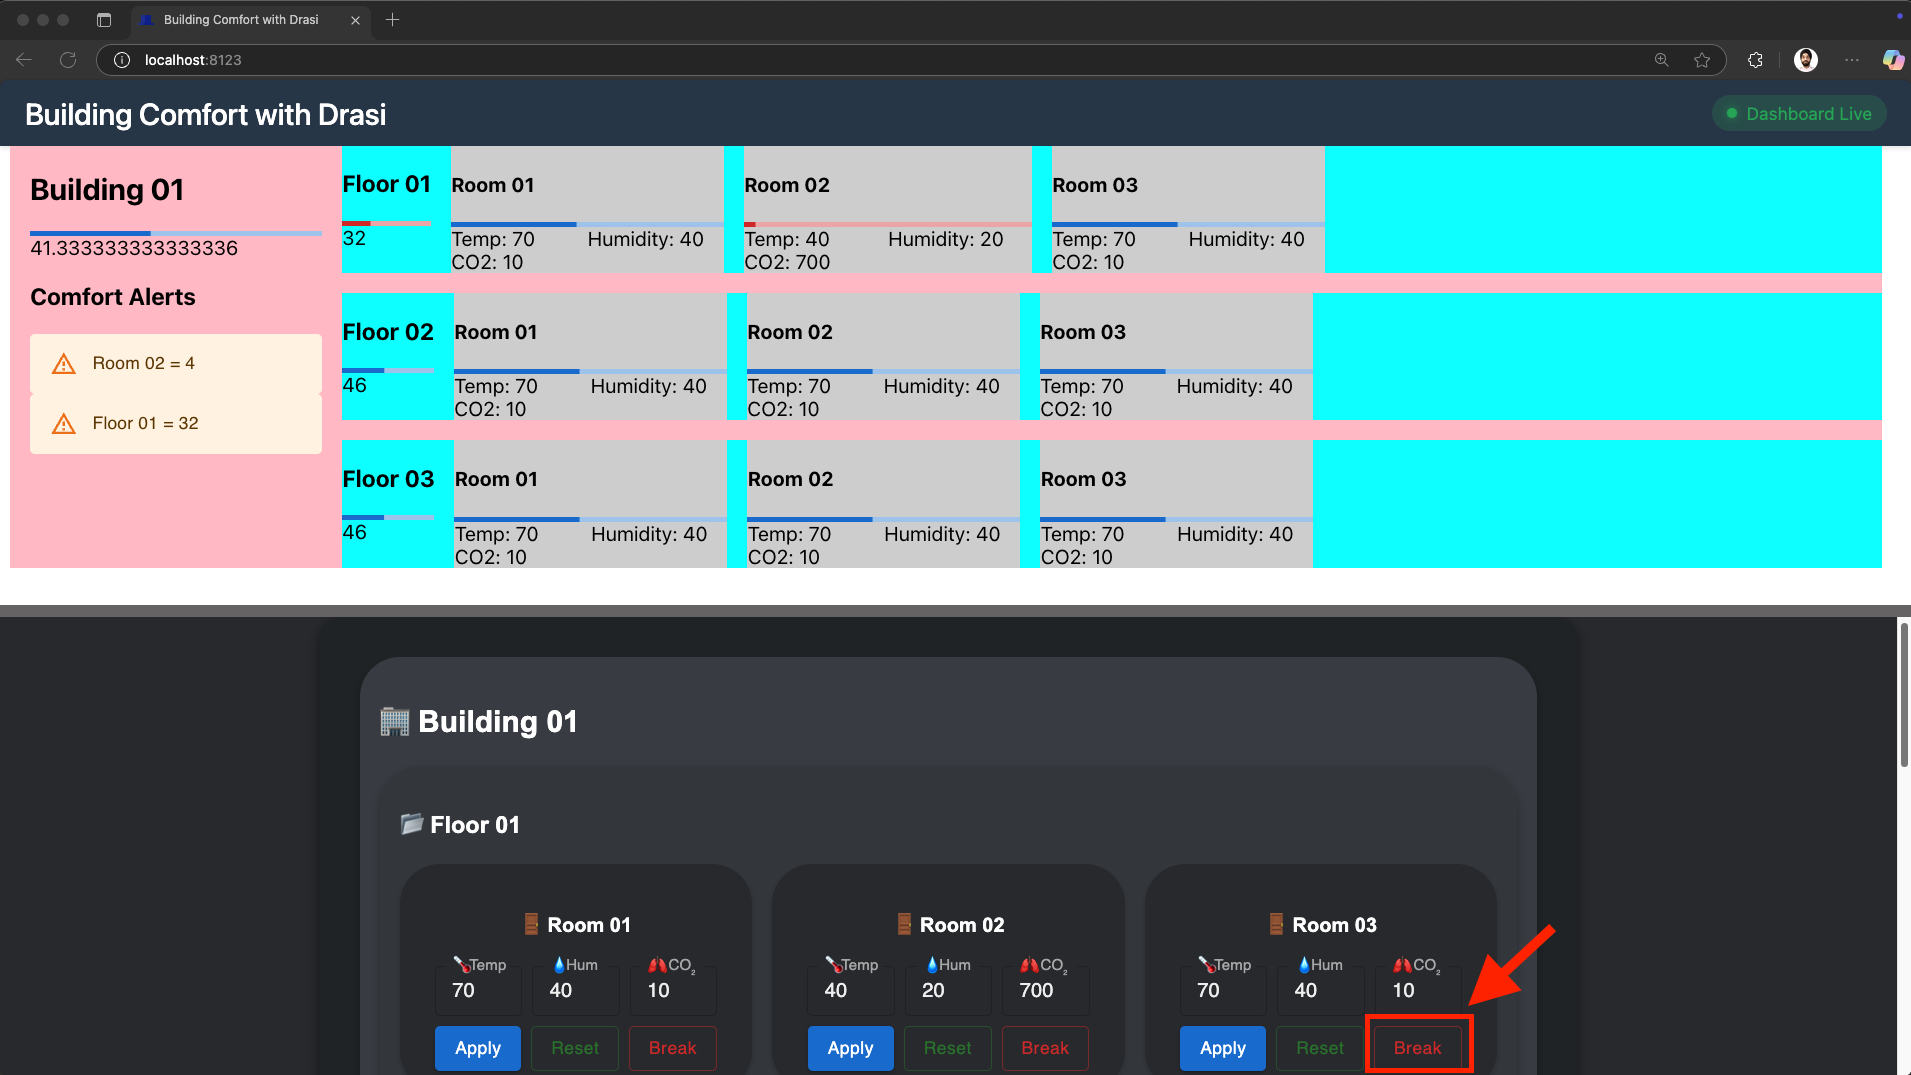 Building Comfort with Drasi
localhost:8123
Building Comfort with Drasi
Dashboard Live
Building 01
41.333333333333336
Comfort Alerts
Room 02 = 4
Floor 01 = 32
Floor 01
32
Room 01
Temp: 70 Humidity: 40
CO2: 10
Room 02
Temp: 40 Humidity: 20
CO2: 700
Room 03
Temp: 70 Humidity: 40
CO2: 10
Floor 02
46
Room 01
Temp: 70 Humidity: 40
CO2: 10
Room 02
Temp: 70 Humidity: 40
CO2: 10
Room 03
Temp: 70 Humidity: 40
CO2: 10
Floor 03
46
Room 01
Temp: 70 Humidity: 40
CO2: 10
Room 02
Temp: 70 Humidity: 40
CO2: 10
Room 03
Temp: 70 Humidity: 40
CO2: 10
Building 01
Floor 01
Room 01
Temp Hum CO₂
70 40 10
Apply Reset Break
Room 02
Temp Hum CO₂
40 20 700
Apply Reset Break
Room 03
Temp Hum CO₂
70 40 10
Apply Reset Break